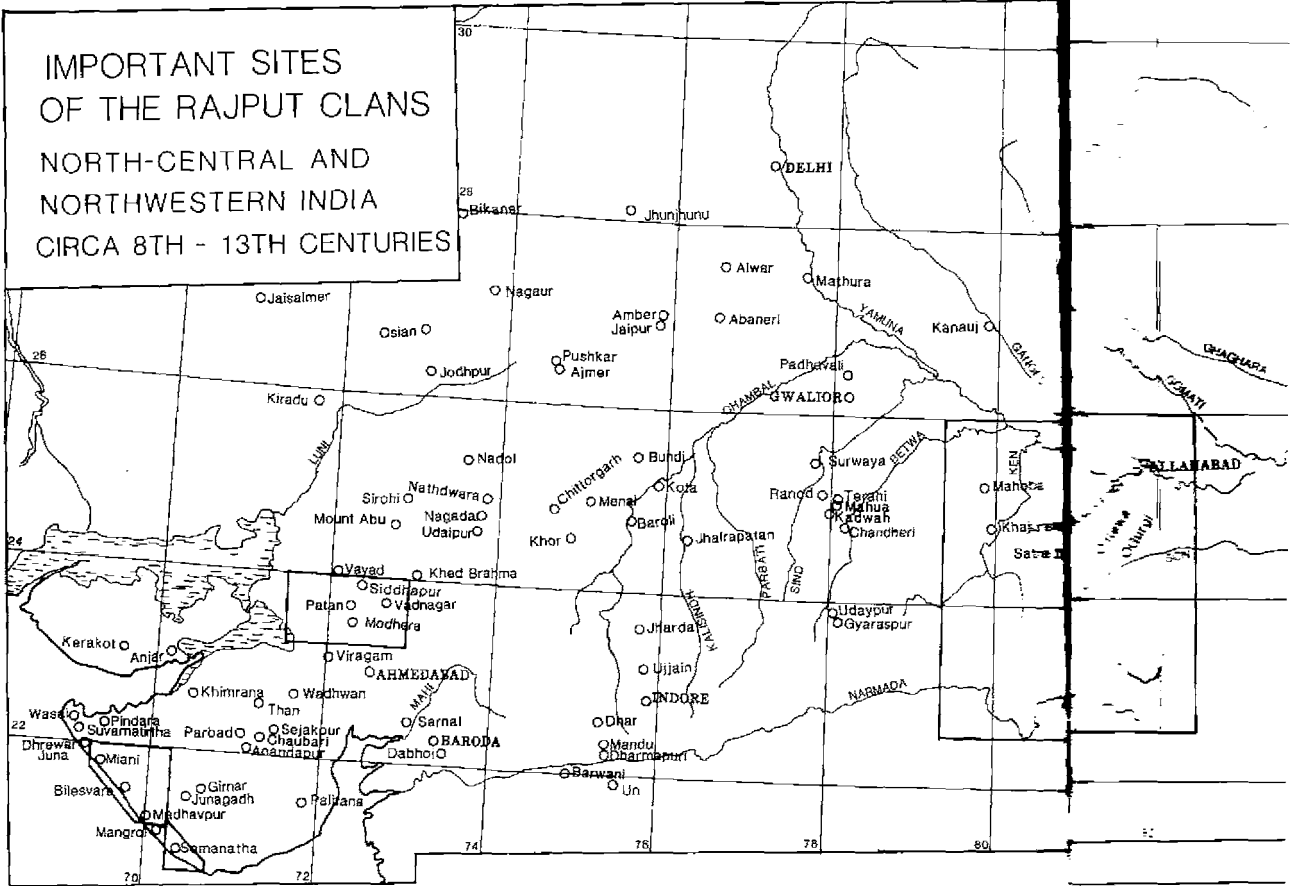 IMPORTANT SITES
OF THE RAJPUT CLANS
NORTH-CENTRAL AND
NORTHWESTERN INDIA
CIRCA 8TH - 13TH CENTURIES
30
DELHI
28
Bikaner
Jhunjhunu
Alwar
Mathura
Jaisalmer
Nagaur
Amber
Jaipur
Abaneri
YAMUNA
Kanauj
Osian
GHAGHARA
26
Pushkar
Ajmer
Jodhpur
Padhavali
GOMATI
Kiradu
CHAMBAL
GWALIOR
LUNI
Nadol
Bundi
Surwaya
BETWA
KEN
ALLAHABAD
Sirohi
Nathdwara
Chittorgarh
Menal
Kota
Ranod
Terahi
Mahua
Kadwah
Mahoba
Mount Abu
Nagada
Udaipur
Khor
Baroli
Jhalrapatan
Chandheri
24
Vayad
Khed Brahma
PARBATI
SIND
Siddhapur
Patan
Vadnagar
Modhera
KALISINDH
Udaypur
Gyaraspur
Kerakot
Anjar
Jharda
Viragam
AHMEDABAD
Ujjain
Khimrana
Wadhwan
Than
MAHI
INDORE
NARMADA
Wasai
Pindara
Suvarnatirtha
22
Parbad
Sejakpur
Chaubari
Anandapur
Sarnal
BARODA
Dabhoi
Dhar
Mandu
Dharmapuri
Dhrewar
Juna
Miani
Barwani
Un
Bilesvara
Girnar
Junagadh
Palitana
Madhavpur
Mangrol
Somanatha
70
72
74
76
78
80